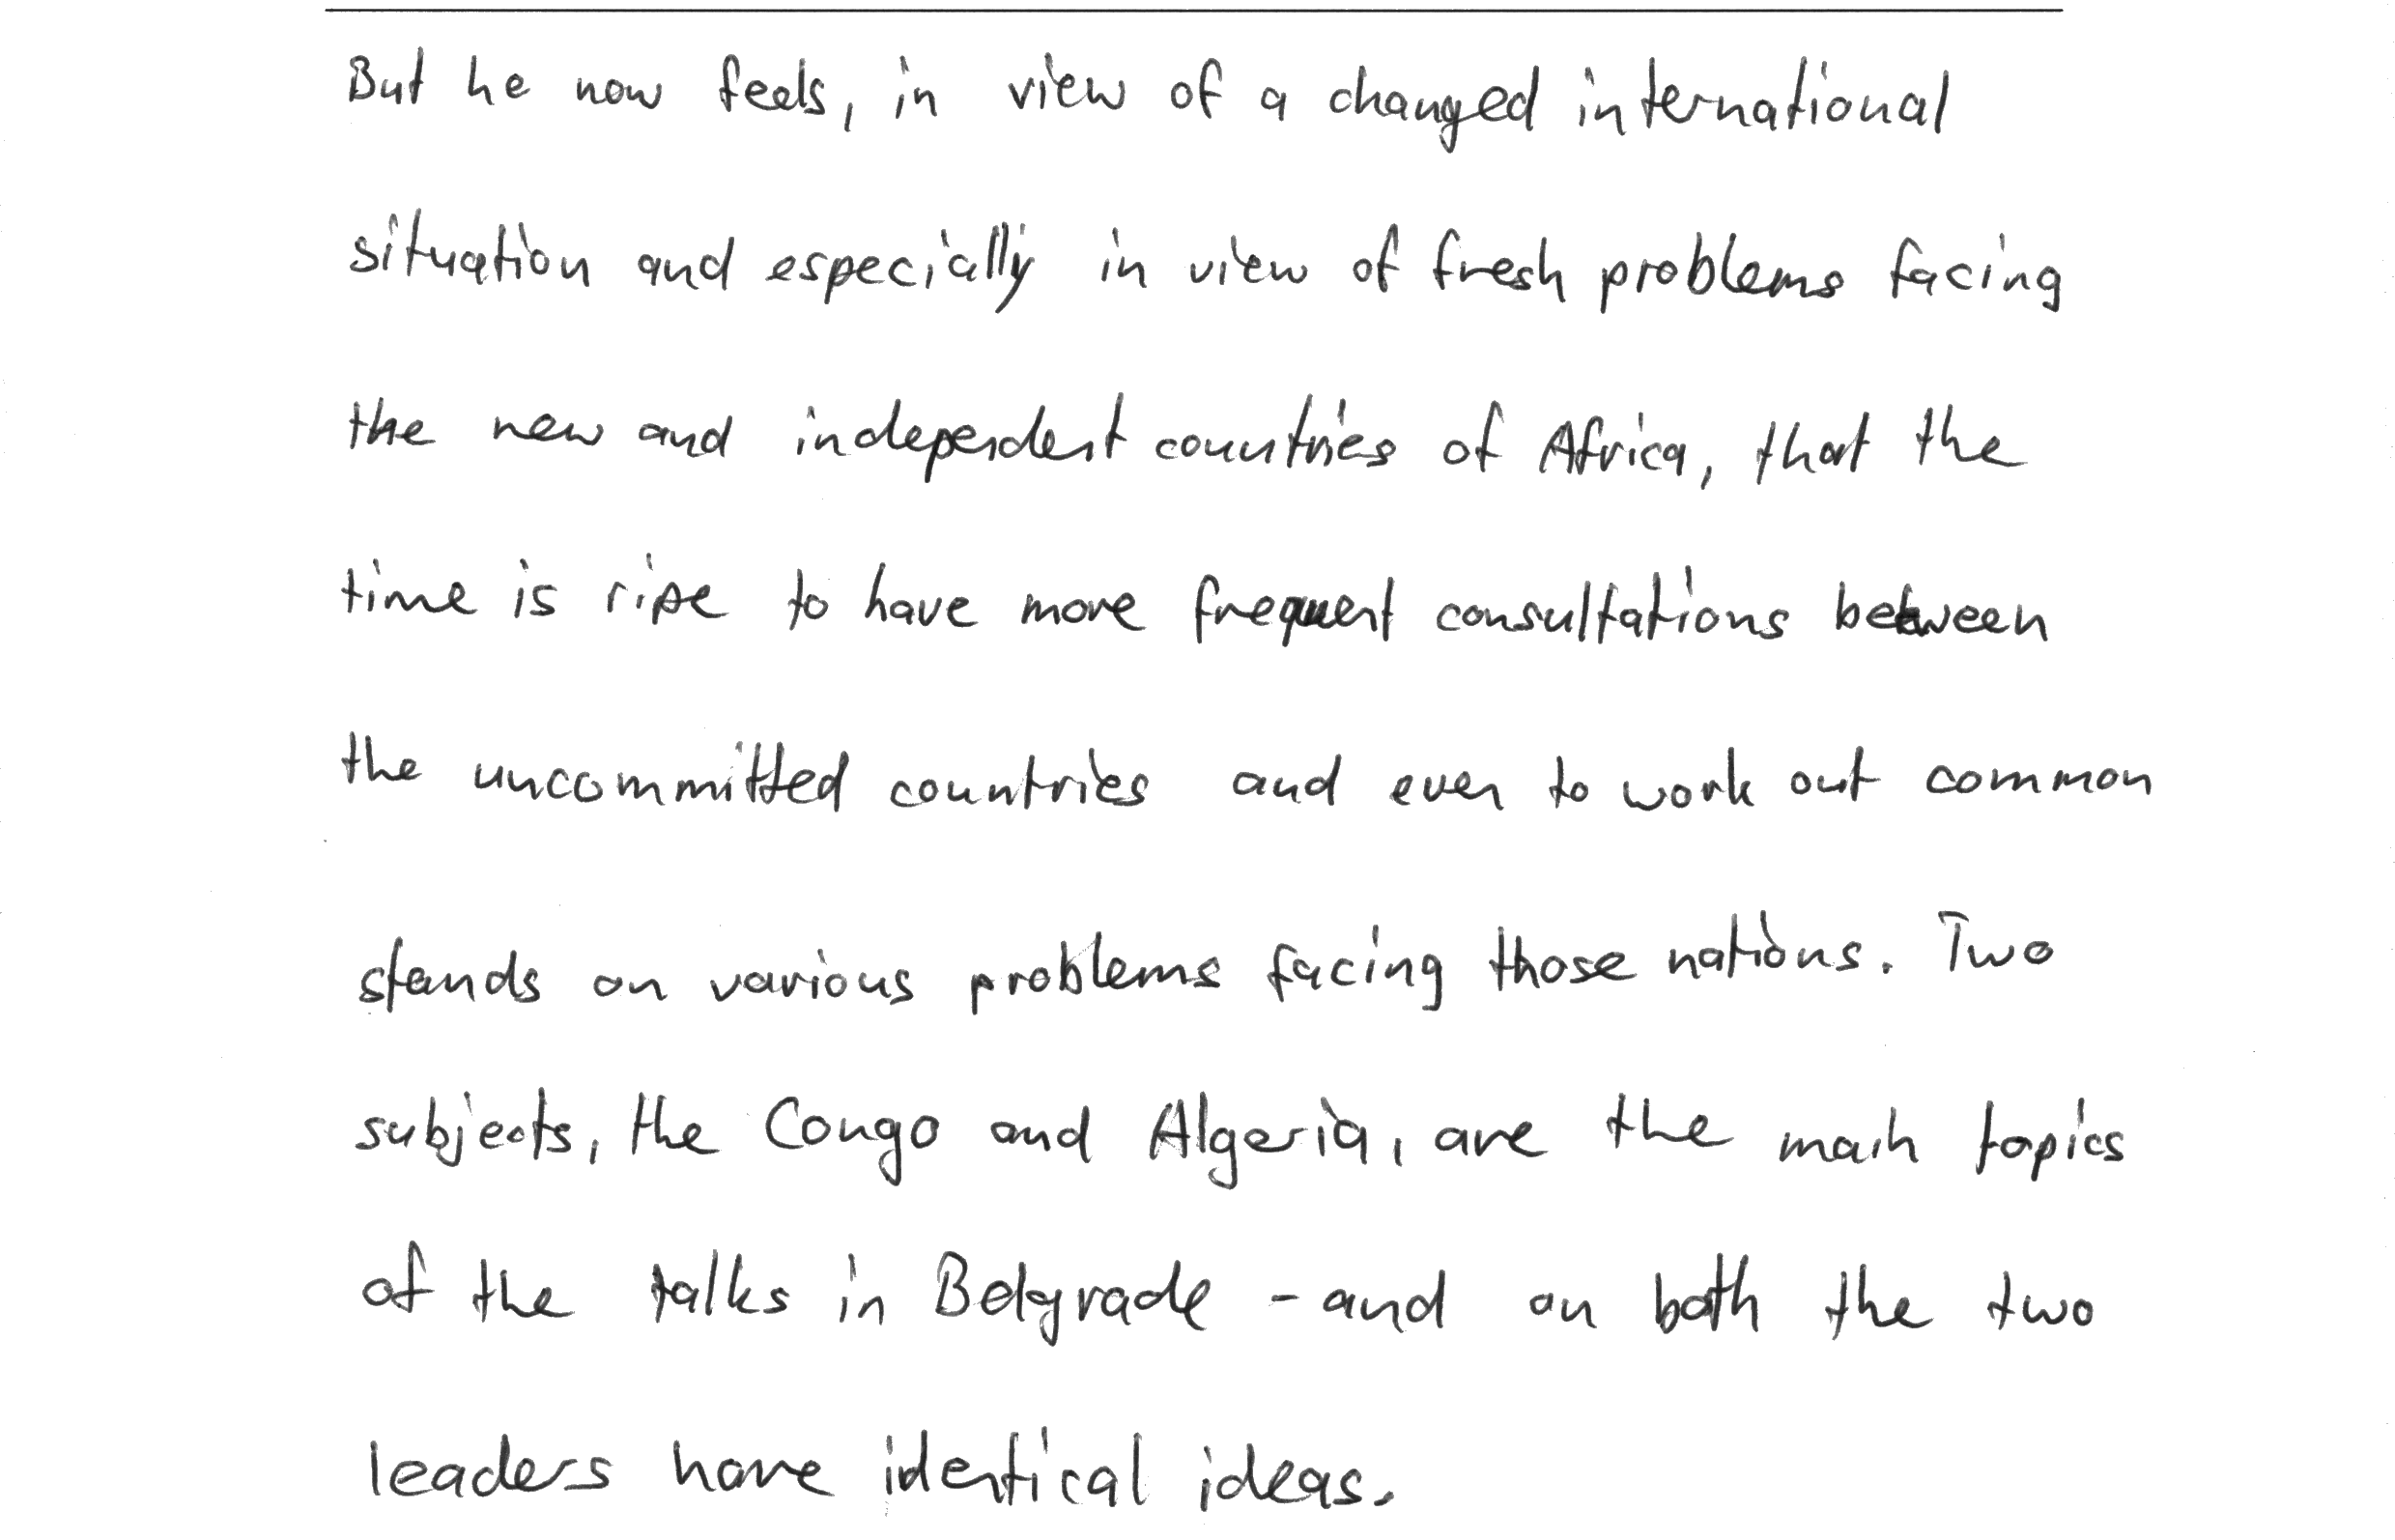 But he now feels, in view of a changed international
situation and especially in view of fresh problems facing
the new and independent countries of Africa, that the
time is ripe to have more frequent consultations between
the uncommitted countries and even to work out common
stands on various problems facing those nations. Two
subjects, the Congo and Algeria, are the main topics
of the talks in Belgrade - and on both the two
leaders have identical ideas.